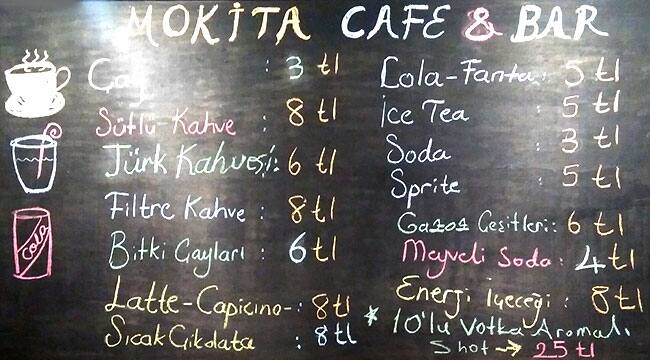 MOKİTA CAFE & BAR
Çay : 3 tl
Sütlü-Kahve : 8 tl
Türk Kahvesi : 6 tl
Filtre Kahve : 8 tl
Bitki Çayları : 6 tl
Latte-Capicino- : 8 tl
Sıcak Çikolata : 8 tl
Cola-Fanta : 5 tl
İce Tea : 5 tl
Soda : 3 tl
Sprite : 5 tl
Gazoz Çeşitleri : 6 tl
Meyveli Soda : 4 tl
Enerji İçeceği : 8 tl
* 10'lu Votka Aromalı
Shot → 25 tl
Cola